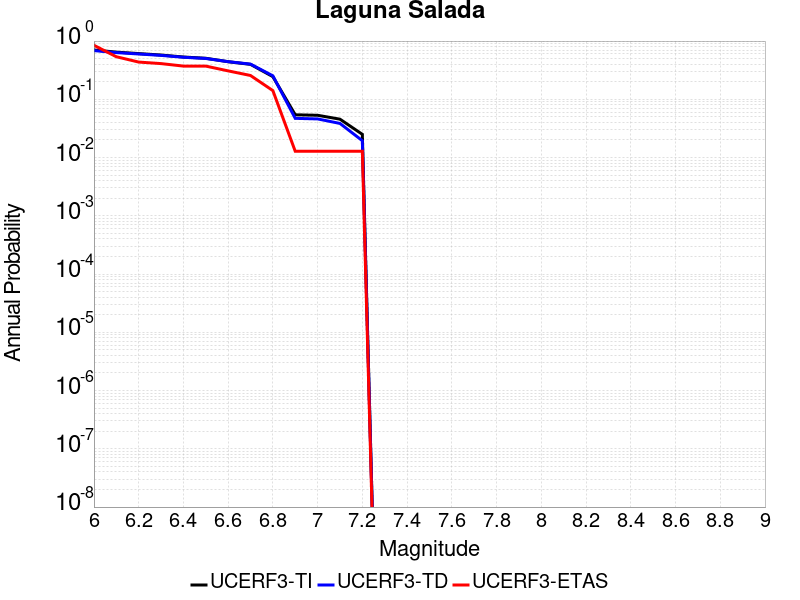 Laguna Salada
Annual Probability
10^0
10^-1
10^-2
10^-3
10^-4
10^-5
10^-6
10^-7
10^-8
6 6.2 6.4 6.6 6.8 7 7.2 7.4 7.6 7.8 8 8.2 8.4 8.6 8.8 9
Magnitude
UCERF3-TI UCERF3-TD UCERF3-ETAS